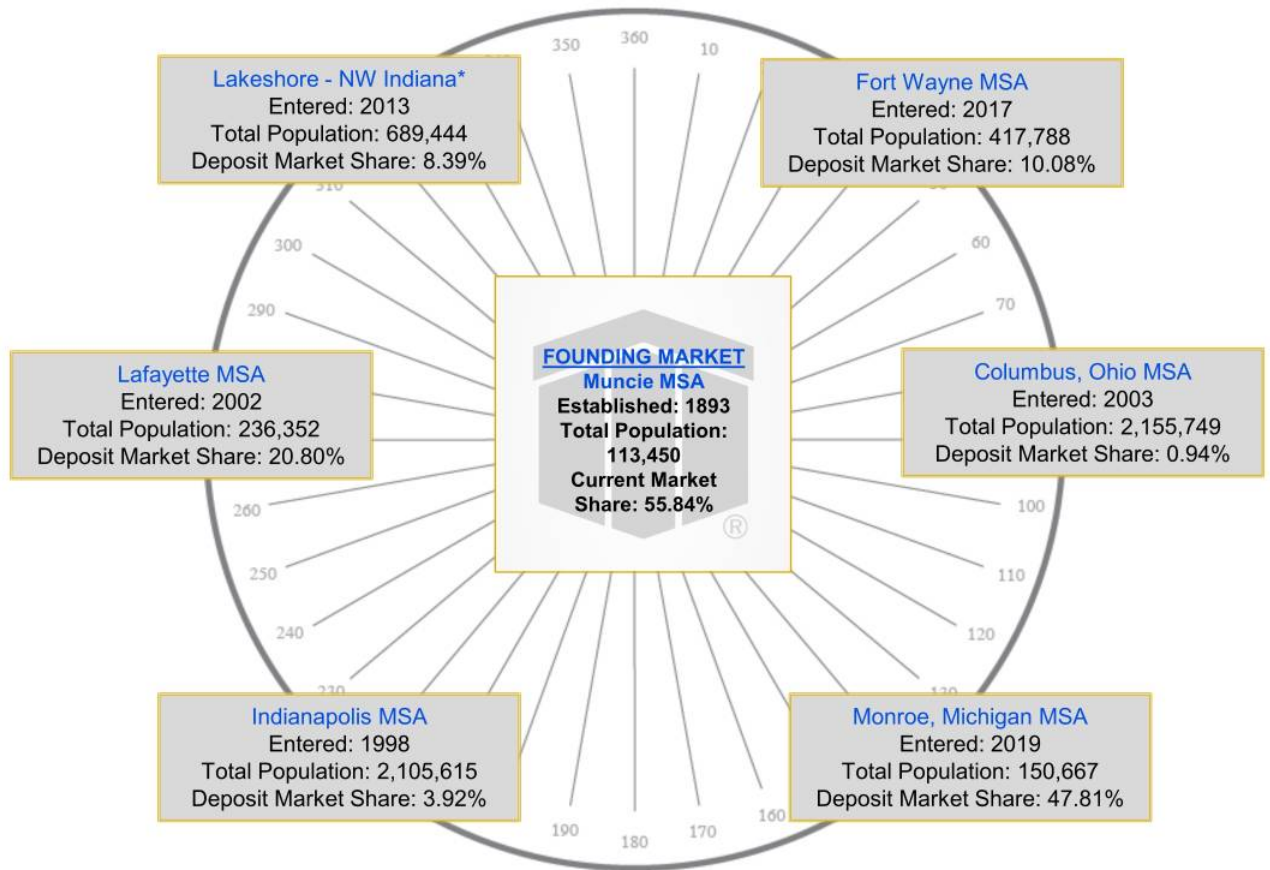 350
360
10
Lakeshore - NW Indiana*
Entered: 2013
Total Population: 689,444
Deposit Market Share: 8.39%
Fort Wayne MSA
Entered: 2017
Total Population: 417,788
Deposit Market Share: 10.08%
310
300
60
290
70
Lafayette MSA
Entered: 2002
Total Population: 236,352
Deposit Market Share: 20.80%
FOUNDING MARKET
Muncie MSA
Established: 1893
Total Population:
113,450
Current Market
Share: 55.84%
®
Columbus, Ohio MSA
Entered: 2003
Total Population: 2,155,749
Deposit Market Share: 0.94%
260
100
250
110
240
120
230
130
Indianapolis MSA
Entered: 1998
Total Population: 2,105,615
Deposit Market Share: 3.92%
Monroe, Michigan MSA
Entered: 2019
Total Population: 150,667
Deposit Market Share: 47.81%
190
180
170
160